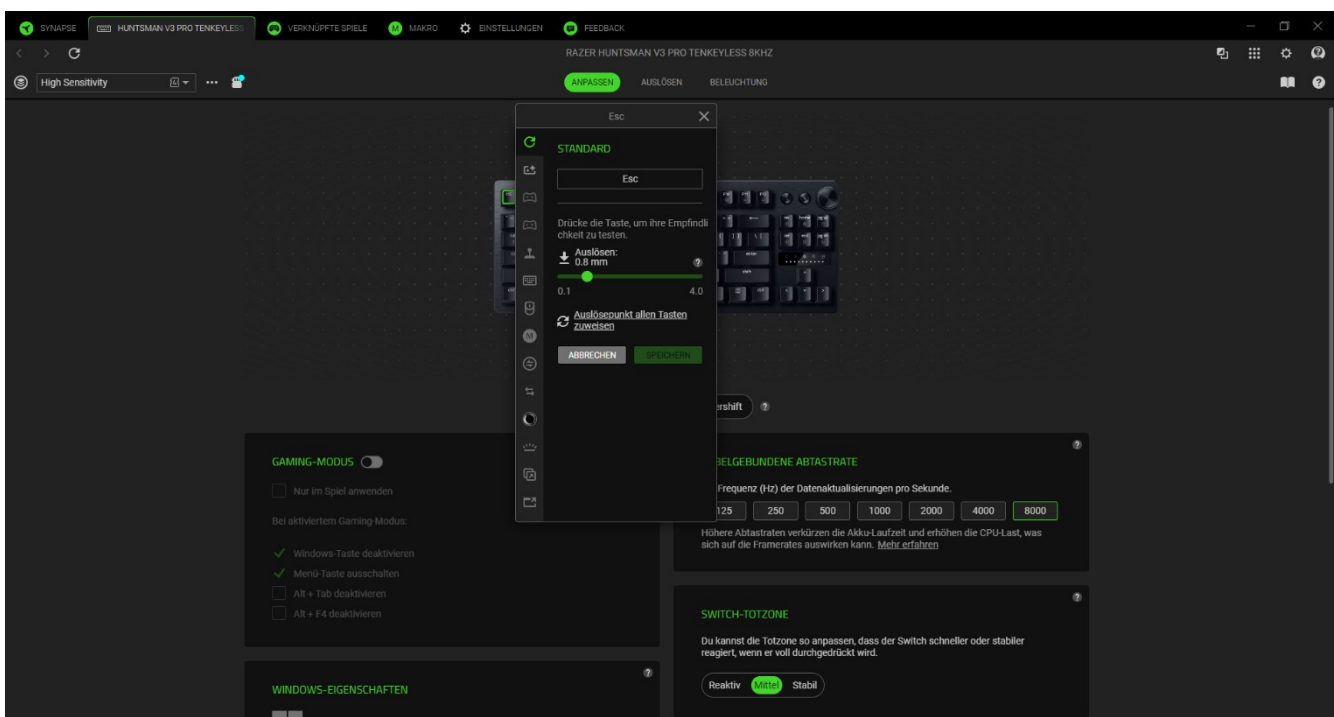 SYNAPSE
HUNTSMAN V3 PRO TENKEYLESS
VERKNÜPFTE SPIELE
MAKRO
EINSTELLUNGEN
FEEDBACK
RAZER HUNTSMAN V3 PRO TENKEYLESS 8KHZ
High Sensitivity
ANPASSEN
AUSLÖSEN
BELEUCHTUNG
Esc
STANDARD
Esc
Drücke die Taste, um ihre Empfindli
chkeit zu testen.
Auslösen:
0.8 mm
0.1
4.0
Auslösepunkt allen Tasten
zuweisen
ABBRECHEN
SPEICHERN
ershift
GAMING-MODUS
Nur im Spiel anwenden
Bei aktiviertem Gaming-Modus:
Windows-Taste deaktivieren
Menü-Taste ausschalten
Alt + Tab deaktivieren
Alt + F4 deaktivieren
WINDOWS-EIGENSCHAFTEN
BELGEBUNDENE ABTASTRATE
Frequenz (Hz) der Datenaktualisierungen pro Sekunde.
125 250 500 1000 2000 4000 8000
Höhere Abtastraten verkürzen die Akku-Laufzeit und erhöhen die CPU-Last, was
sich auf die Framerates auswirken kann. Mehr erfahren
SWITCH-TOTZONE
Du kannst die Totzone so anpassen, dass der Switch schneller oder stabiler
reagiert, wenn er voll durchgedrückt wird.
Reaktiv Mittel Stabil